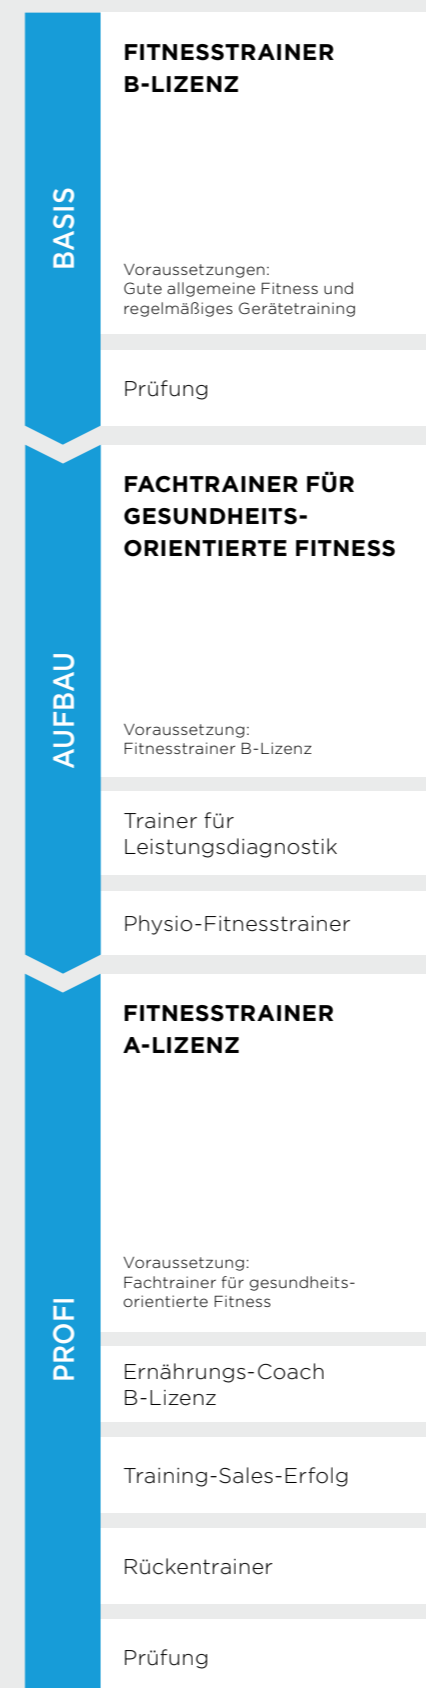 BASIS
FITNESSTRAINER
B-LIZENZ
Voraussetzungen:
Gute allgemeine Fitness und
regelmäßiges Gerätetraining
Prüfung
AUFBAU
FACHTRAINER FÜR
GESUNDHEITS-
ORIENTIERTE FITNESS
Voraussetzung:
Fitnesstrainer B-Lizenz
Trainer für
Leistungsdiagnostik
Physio-Fitnesstrainer
PROFI
FITNESSTRAINER
A-LIZENZ
Voraussetzung:
Fachtrainer für gesundheits-
orientierte Fitness
Ernährungs-Coach
B-Lizenz
Training-Sales-Erfolg
Rückentrainer
Prüfung